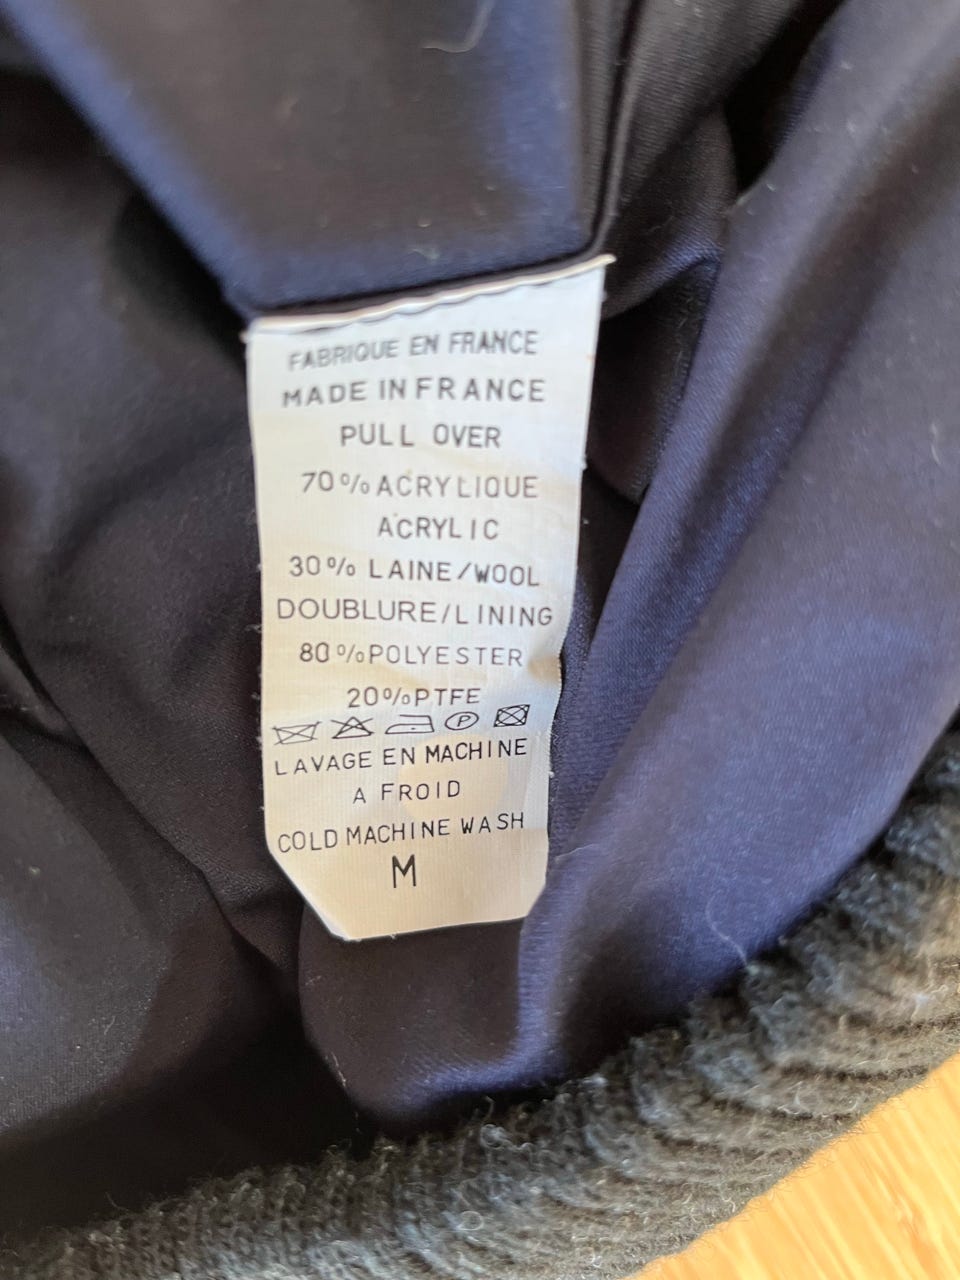 FABRIQUE EN FRANCE
MADE IN FRANCE
PULL OVER
70% ACRYLIQUE
ACRYLIC
30% LAINE/WOOL
DOUBLURE/LINING
80%POLYESTER
20%PTFE
P
LAVAGE EN MACHINE
A FROID
COLD MACHINE WASH
M